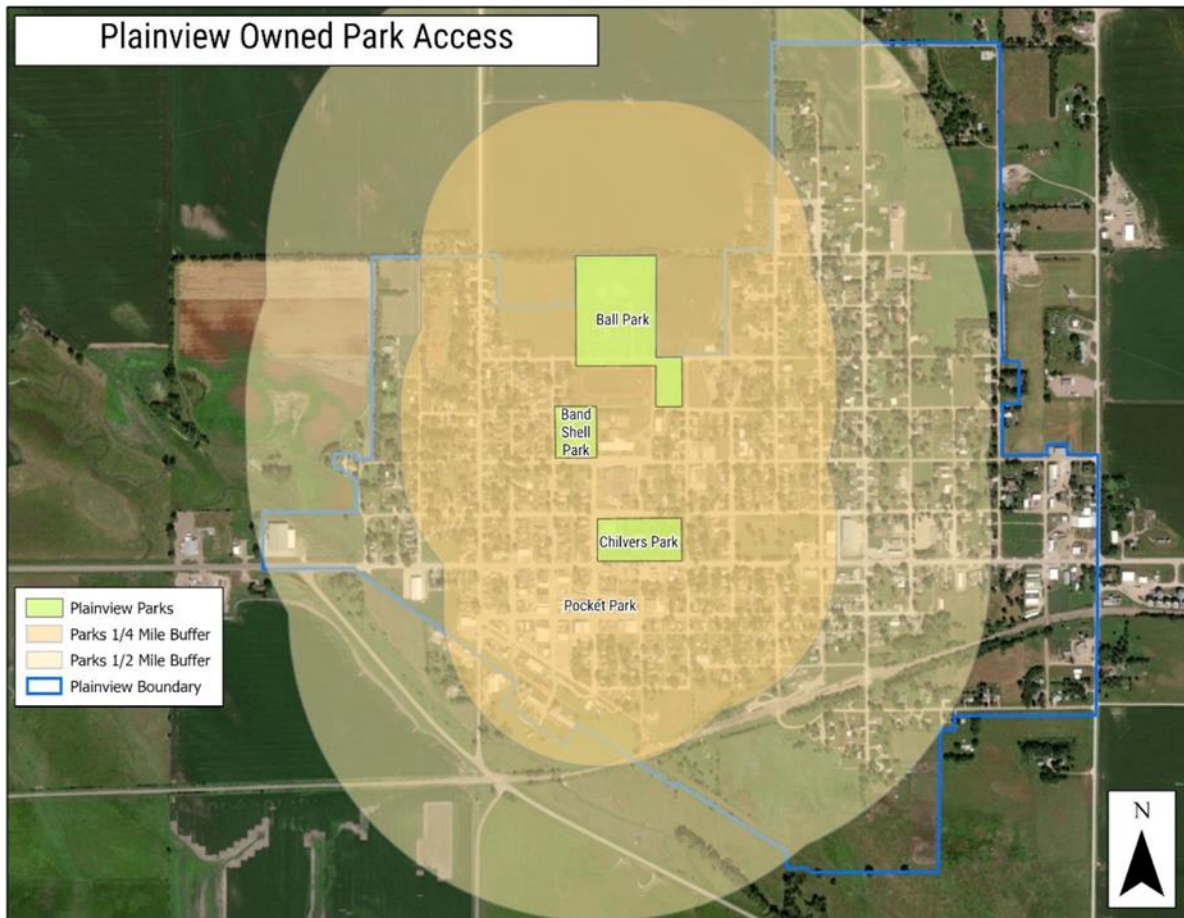 Plainview Owned Park Access
Ball Park
Band
Shell
Park
Chilvers Park
Pocket Park
Plainview Parks
Parks 1/4 Mile Buffer
Parks 1/2 Mile Buffer
Plainview Boundary
N